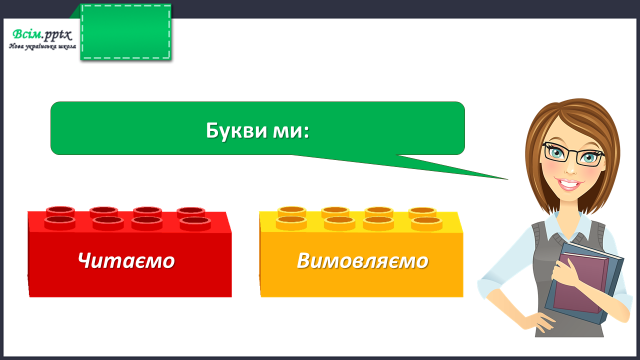 Всім.pptx
Нова українська школа
Букви ми:
Читаємо
Вимовляємо